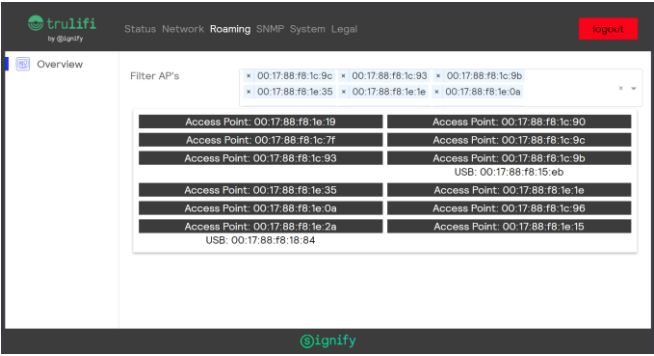 trulifi
by Signify
Status Network Roaming SNMP System Legal
logout
Overview
Filter AP's
× 00:17:88:f8:1c:9c × 00:17:88:f8:1c:93 × 00:17:88:f8:1c:9b
× 00:17:88:f8:1e:35 × 00:17:88:f8:1e:1e × 00:17:88:f8:1e:0a
×
Access Point: 00:17:88:f8:1e:19 Access Point: 00:17:88:f8:1c:90
Access Point: 00:17:88:f8:1c:7f Access Point: 00:17:88:f8:1c:9c
Access Point: 00:17:88:f8:1c:93 Access Point: 00:17:88:f8:1c:9b
USB: 00:17:88:f8:15:eb
Access Point: 00:17:88:f8:1e:35 Access Point: 00:17:88:f8:1e:1e
Access Point: 00:17:88:f8:1e:0a Access Point: 00:17:88:f8:1c:96
Access Point: 00:17:88:f8:1e:2a Access Point: 00:17:88:f8:1e:15
USB: 00:17:88:f8:18:84
Signify